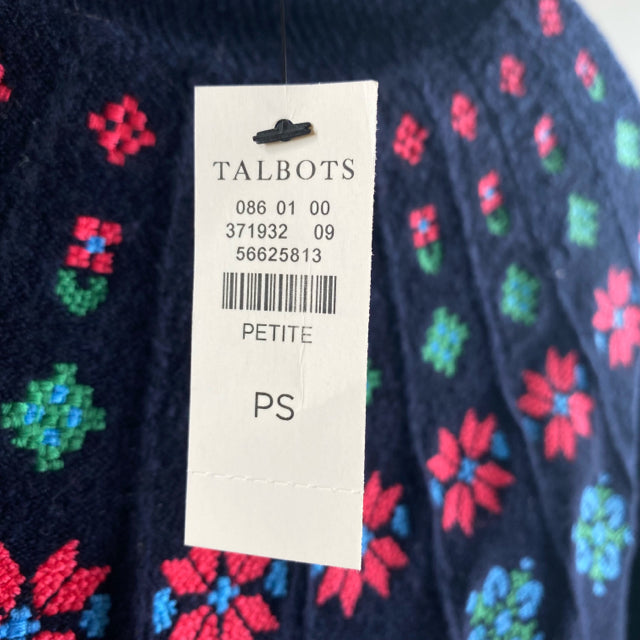 TALBOTS
086 01 00
371932 09
56625813
PETITE
PS